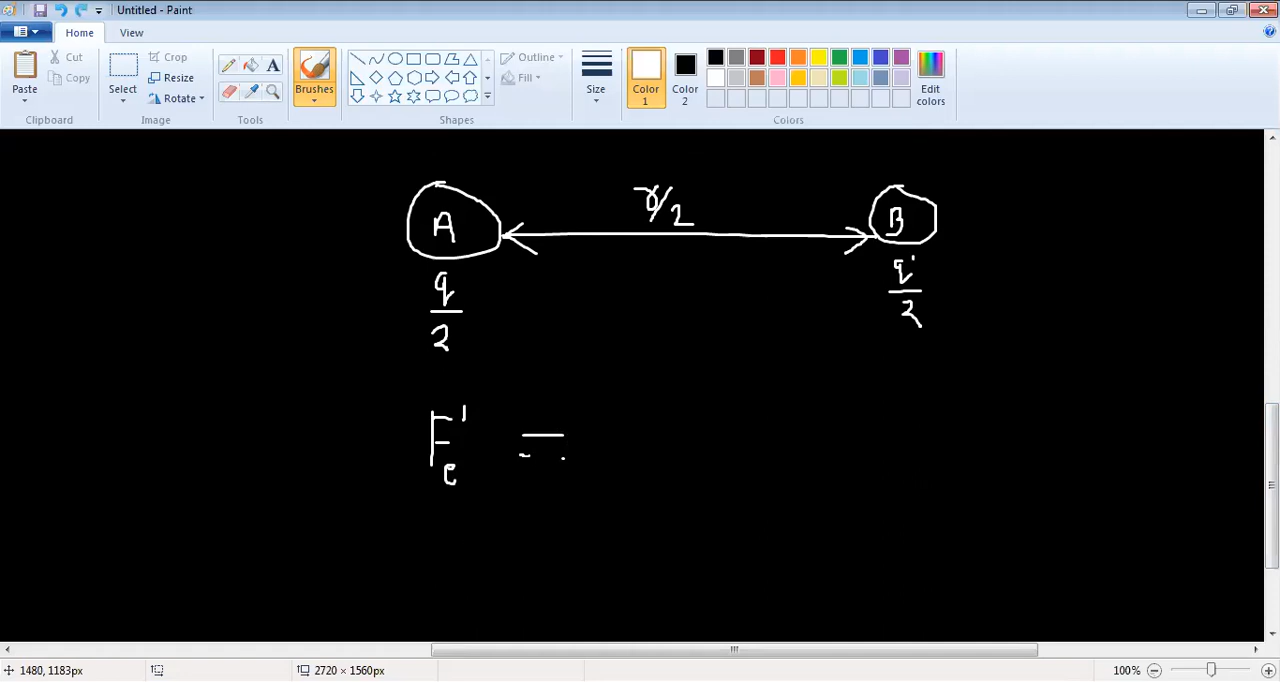 Untitled - Paint
Home
View
Paste
Cut
Copy
Clipboard
Select
Crop
Resize
Rotate
Image
Tools
A
Brushes
Shapes
Outline
Fill
Size
Color 1
Color 2
Edit colors
Colors
A
r/2
B
q
2
q'
2
F'e =
1480, 1183px
2720 × 1560px
100%